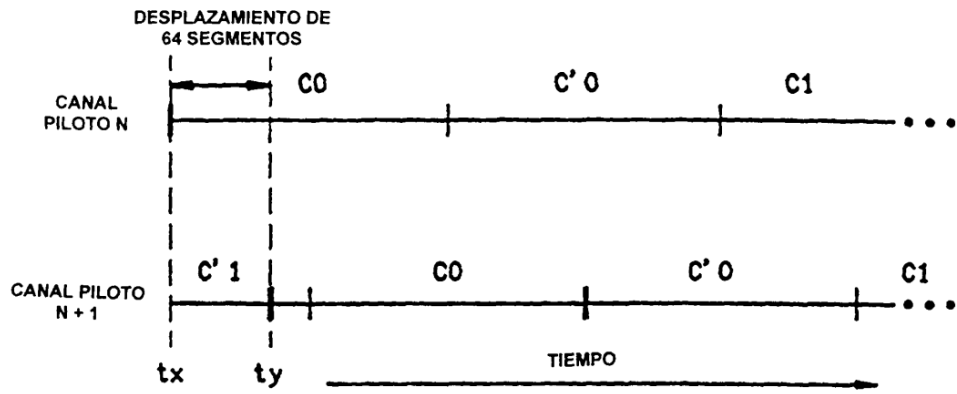 DESPLAZAMIENTO DE
64 SEGMENTOS
C0 C'0 C1
CANAL
PILOTO N
C'1 C0 C'0 C1
CANAL PILOTO
N + 1
tx ty
TIEMPO